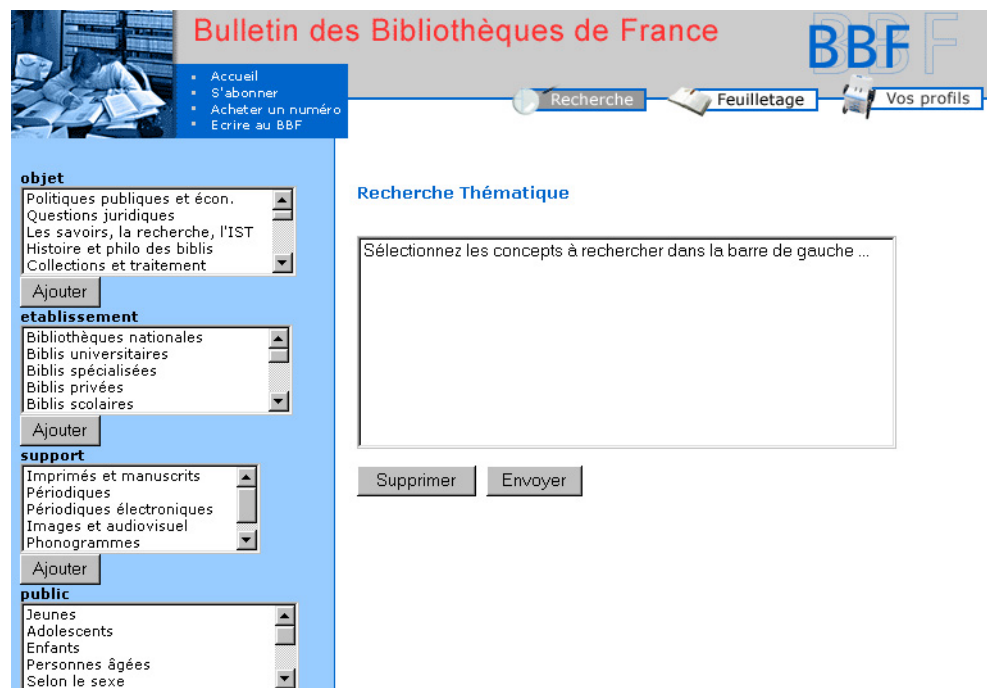 Bulletin des Bibliothèques de France
BBF F
Accueil
S'abonner
Acheter un numéro
Ecrire au BBF
Recherche
Feuilletage
Vos profils
objet
Politiques publiques et écon.
Questions juridiques
Les savoirs, la recherche, l'IST
Histoire et philo des biblis
Collections et traitement
Ajouter
etablissement
Bibliothèques nationales
Biblis universitaires
Biblis spécialisées
Biblis privées
Biblis scolaires
Ajouter
support
Imprimés et manuscrits
Périodiques
Périodiques électroniques
Images et audiovisuel
Phonogrammes
Ajouter
public
Jeunes
Adolescents
Enfants
Personnes âgées
Selon le sexe
Recherche Thématique
Sélectionnez les concepts à rechercher dans la barre de gauche ...
Supprimer
Envoyer